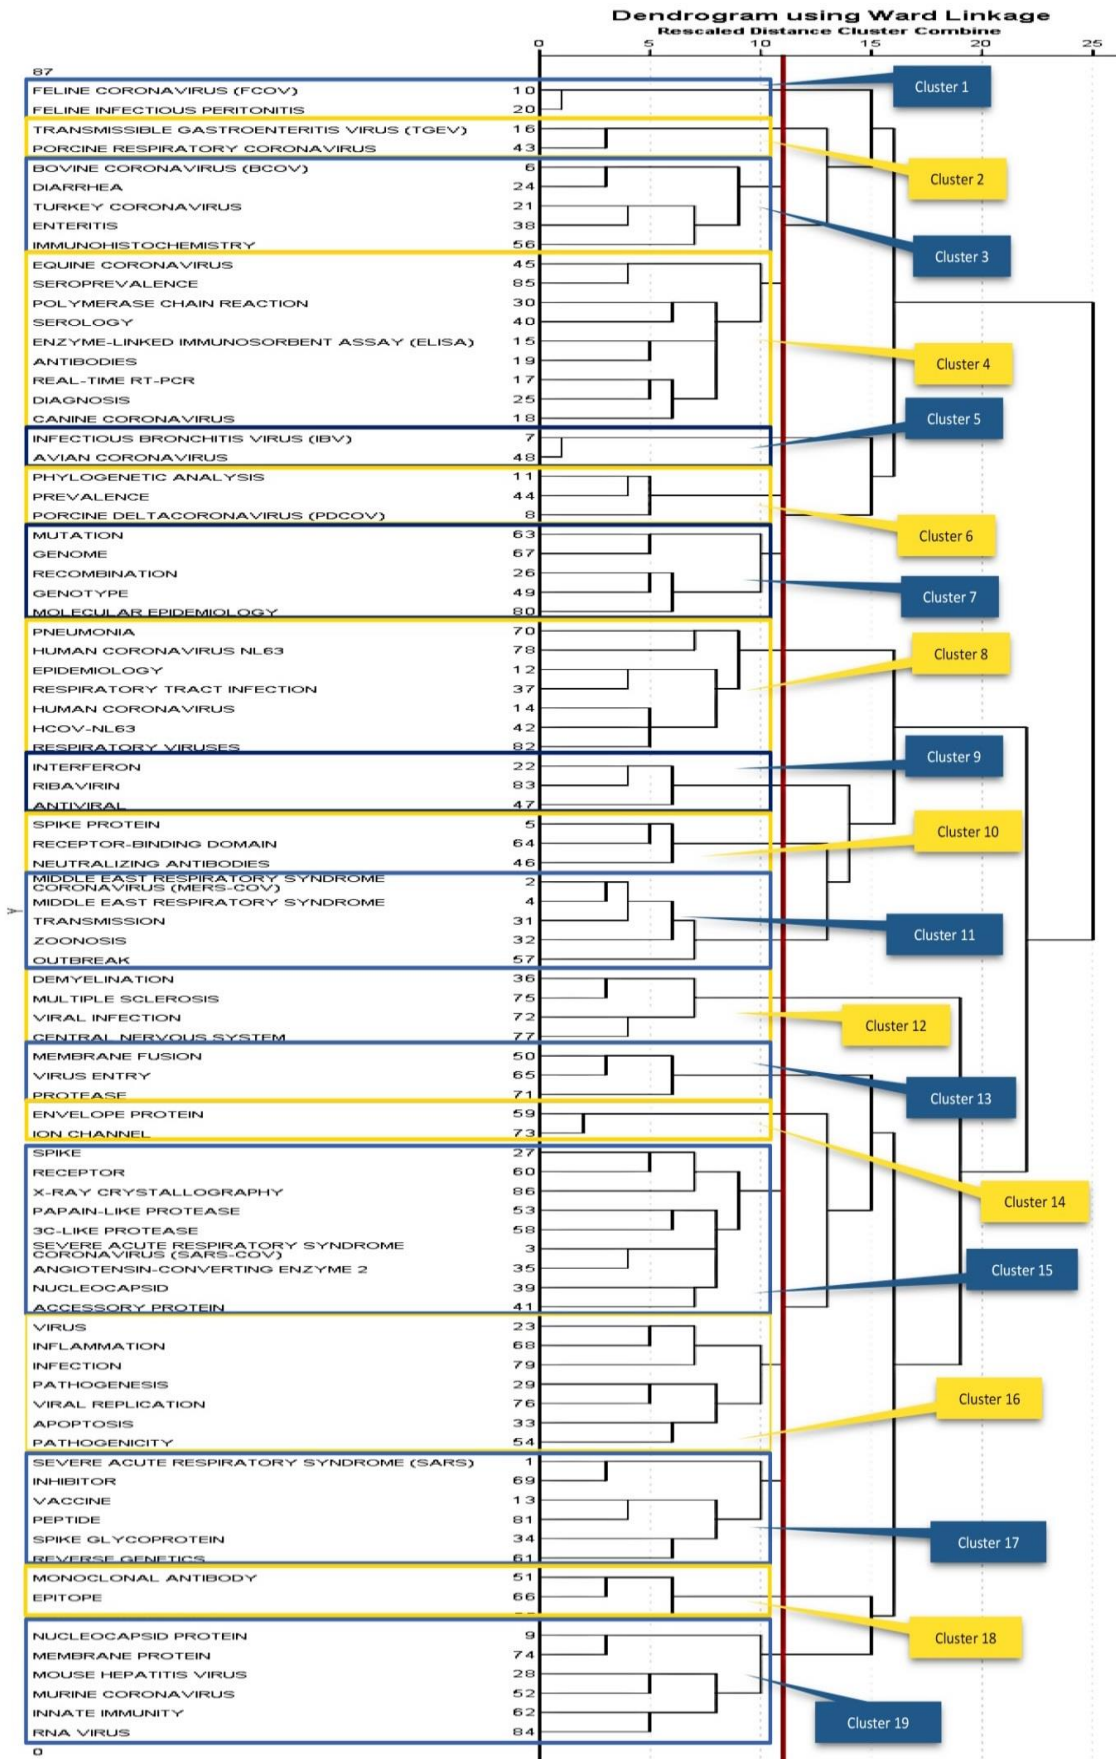 Dendrogram using Ward Linkage
Rescaled Distance Cluster Combine
0 5 10 15 20 25
87
FELINE CORONAVIRUS (FCOV) 10
FELINE INFECTIOUS PERITONITIS 20
Cluster 1
TRANSMISSIBLE GASTROENTERITIS VIRUS (TGEV) 16
PORCINE RESPIRATORY CORONAVIRUS 43
Cluster 2
BOVINE CORONAVIRUS (BCOV) 6
DIARRHEA 24
TURKEY CORONAVIRUS 21
ENTERITIS 38
IMMUNOHISTOCHEMISTRY 56
Cluster 3
EQUINE CORONAVIRUS 45
SEROPREVALENCE 85
POLYMERASE CHAIN REACTION 30
SEROLOGY 40
ENZYME-LINKED IMMUNOSORBENT ASSAY (ELISA) 15
ANTIBODIES 19
REAL-TIME RT-PCR 17
DIAGNOSIS 25
CANINE CORONAVIRUS 18
Cluster 4
INFECTIOUS BRONCHITIS VIRUS (IBV) 7
AVIAN CORONAVIRUS 48
Cluster 5
PHYLOGENETIC ANALYSIS 11
PREVALENCE 44
PORCINE DELTACORONAVIRUS (PDCOV) 8
Cluster 6
MUTATION 63
GENOME 67
RECOMBINATION 26
GENOTYPE 49
MOLECULAR EPIDEMIOLOGY 80
Cluster 7
PNEUMONIA 70
HUMAN CORONAVIRUS NL63 78
EPIDEMIOLOGY 12
RESPIRATORY TRACT INFECTION 37
HUMAN CORONAVIRUS 14
HCOV-NL63 42
RESPIRATORY VIRUSES 82
Cluster 8
INTERFERON 22
RIBAVIRIN 83
ANTIVIRAL 47
Cluster 9
SPIKE PROTEIN 5
RECEPTOR-BINDING DOMAIN 64
NEUTRALIZING ANTIBODIES 46
Cluster 10
MIDDLE EAST RESPIRATORY SYNDROME
CORONAVIRUS (MERS-COV) 2
MIDDLE EAST RESPIRATORY SYNDROME 4
TRANSMISSION 31
ZOONOSIS 32
OUTBREAK 57
Cluster 11
Y
DEMYELINATION 36
MULTIPLE SCLEROSIS 75
VIRAL INFECTION 72
CENTRAL NERVOUS SYSTEM 77
Cluster 12
MEMBRANE FUSION 50
VIRUS ENTRY 65
PROTEASE 71
Cluster 13
ENVELOPE PROTEIN 59
ION CHANNEL 73
Cluster 14
SPIKE 27
RECEPTOR 60
X-RAY CRYSTALLOGRAPHY 86
PAPAIN-LIKE PROTEASE 53
3C-LIKE PROTEASE 58
SEVERE ACUTE RESPIRATORY SYNDROME
CORONAVIRUS (SARS-COV) 3
ANGIOTENSIN-CONVERTING ENZYME 2 35
NUCLEOCAPSID 39
ACCESSORY PROTEIN 41
Cluster 15
VIRUS 23
INFLAMMATION 68
INFECTION 79
PATHOGENESIS 29
VIRAL REPLICATION 76
APOPTOSIS 33
PATHOGENICITY 54
Cluster 16
SEVERE ACUTE RESPIRATORY SYNDROME (SARS) 1
INHIBITOR 69
VACCINE 13
PEPTIDE 81
SPIKE GLYCOPROTEIN 34
REVERSE GENETICS 61
Cluster 17
MONOCLONAL ANTIBODY 51
EPITOPE 66
Cluster 18
NUCLEOCAPSID PROTEIN 9
MEMBRANE PROTEIN 74
MOUSE HEPATITIS VIRUS 28
MURINE CORONAVIRUS 52
INNATE IMMUNITY 62
RNA VIRUS 84
Cluster 19
0